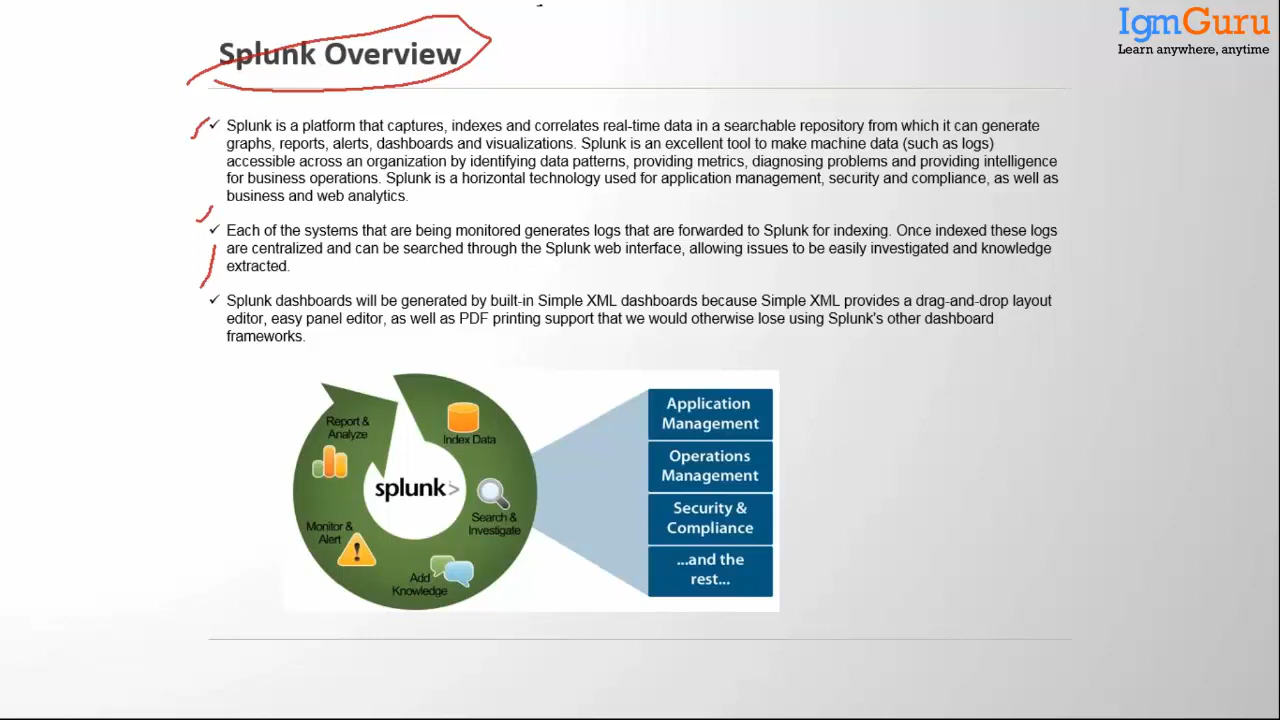 IgmGuru
Learn anywhere, anytime
Splunk Overview
✓ Splunk is a platform that captures, indexes and correlates real-time data in a searchable repository from which it can generate
graphs, reports, alerts, dashboards and visualizations. Splunk is an excellent tool to make machine data (such as logs)
accessible across an organization by identifying data patterns, providing metrics, diagnosing problems and providing intelligence
for business operations. Splunk is a horizontal technology used for application management, security and compliance, as well as
business and web analytics.
✓ Each of the systems that are being monitored generates logs that are forwarded to Splunk for indexing. Once indexed these logs
are centralized and can be searched through the Splunk web interface, allowing issues to be easily investigated and knowledge
extracted.
✓ Splunk dashboards will be generated by built-in Simple XML dashboards because Simple XML provides a drag-and-drop layout
editor, easy panel editor, as well as PDF printing support that we would otherwise lose using Splunk's other dashboard
frameworks.
Report &
Analyze
Index Data
splunk>
Search &
Investigate
Monitor &
Alert
Add
Knowledge
Application
Management
Operations
Management
Security &
Compliance
...and the
rest...